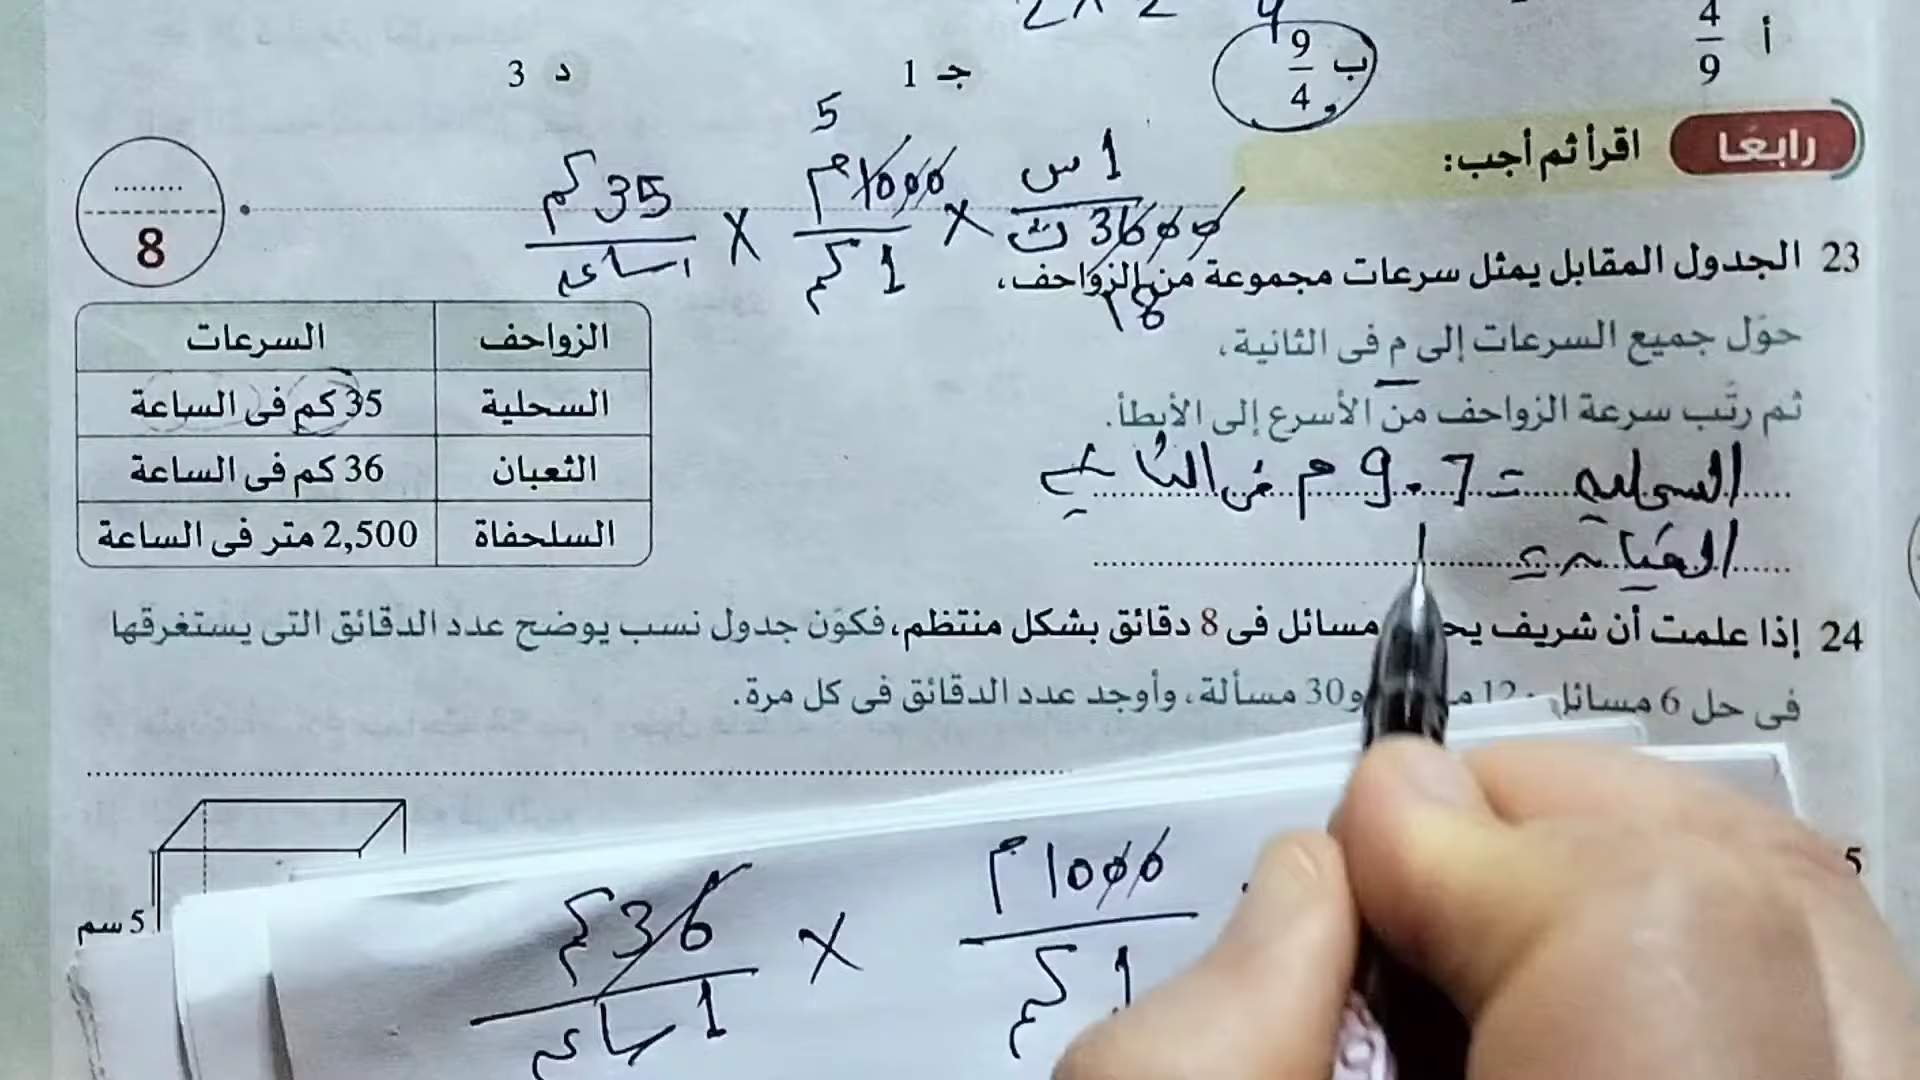 أ 4/9
ب 9/4
جـ 1
د 3
رابعًا اقرأ ثم أجب:
8
35 كم / 1 ساعة × 1000 م / 1 كم × 1 س / 3600 ث
5
18
23 الجدول المقابل يمثل سرعات مجموعة من الزواحف،
حوّل جميع السرعات إلى م فى الثانية،
ثم رتّب سرعة الزواحف من الأسرع إلى الأبطأ.
الزواحف السرعات
السحلية 35 كم فى الساعة
الثعبان 36 كم فى الساعة
السلحفاة 2,500 متر فى الساعة
السحلية = 9.7 م فى الثانية
24 إذا علمت أن شريف مسائل فى 8 دقائق بشكل منتظم، فكوّن جدول نسب يوضح عدد الدقائق التى يستغرقها
فى حل 6 مسائل 12 و30 مسألة، وأوجد عدد الدقائق فى كل مرة.
5
5 سم
36 كم / 1 ساعة × 1000 م / 1 كم